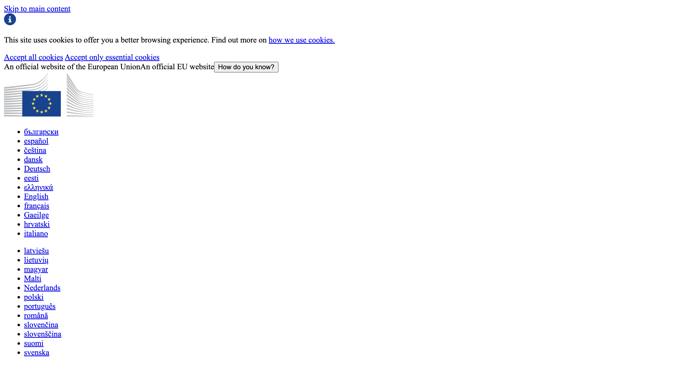 Skip to main content
This site uses cookies to offer you a better browsing experience. Find out more on how we use cookies.
Accept all cookies Accept only essential cookies
An official website of the European UnionAn official EU websiteHow do you know?
български
español
čeština
dansk
Deutsch
eesti
ελληνικά
English
français
Gaeilge
hrvatski
italiano
latviešu
lietuvių
magyar
Malti
Nederlands
polski
português
română
slovenčina
slovenščina
suomi
svenska